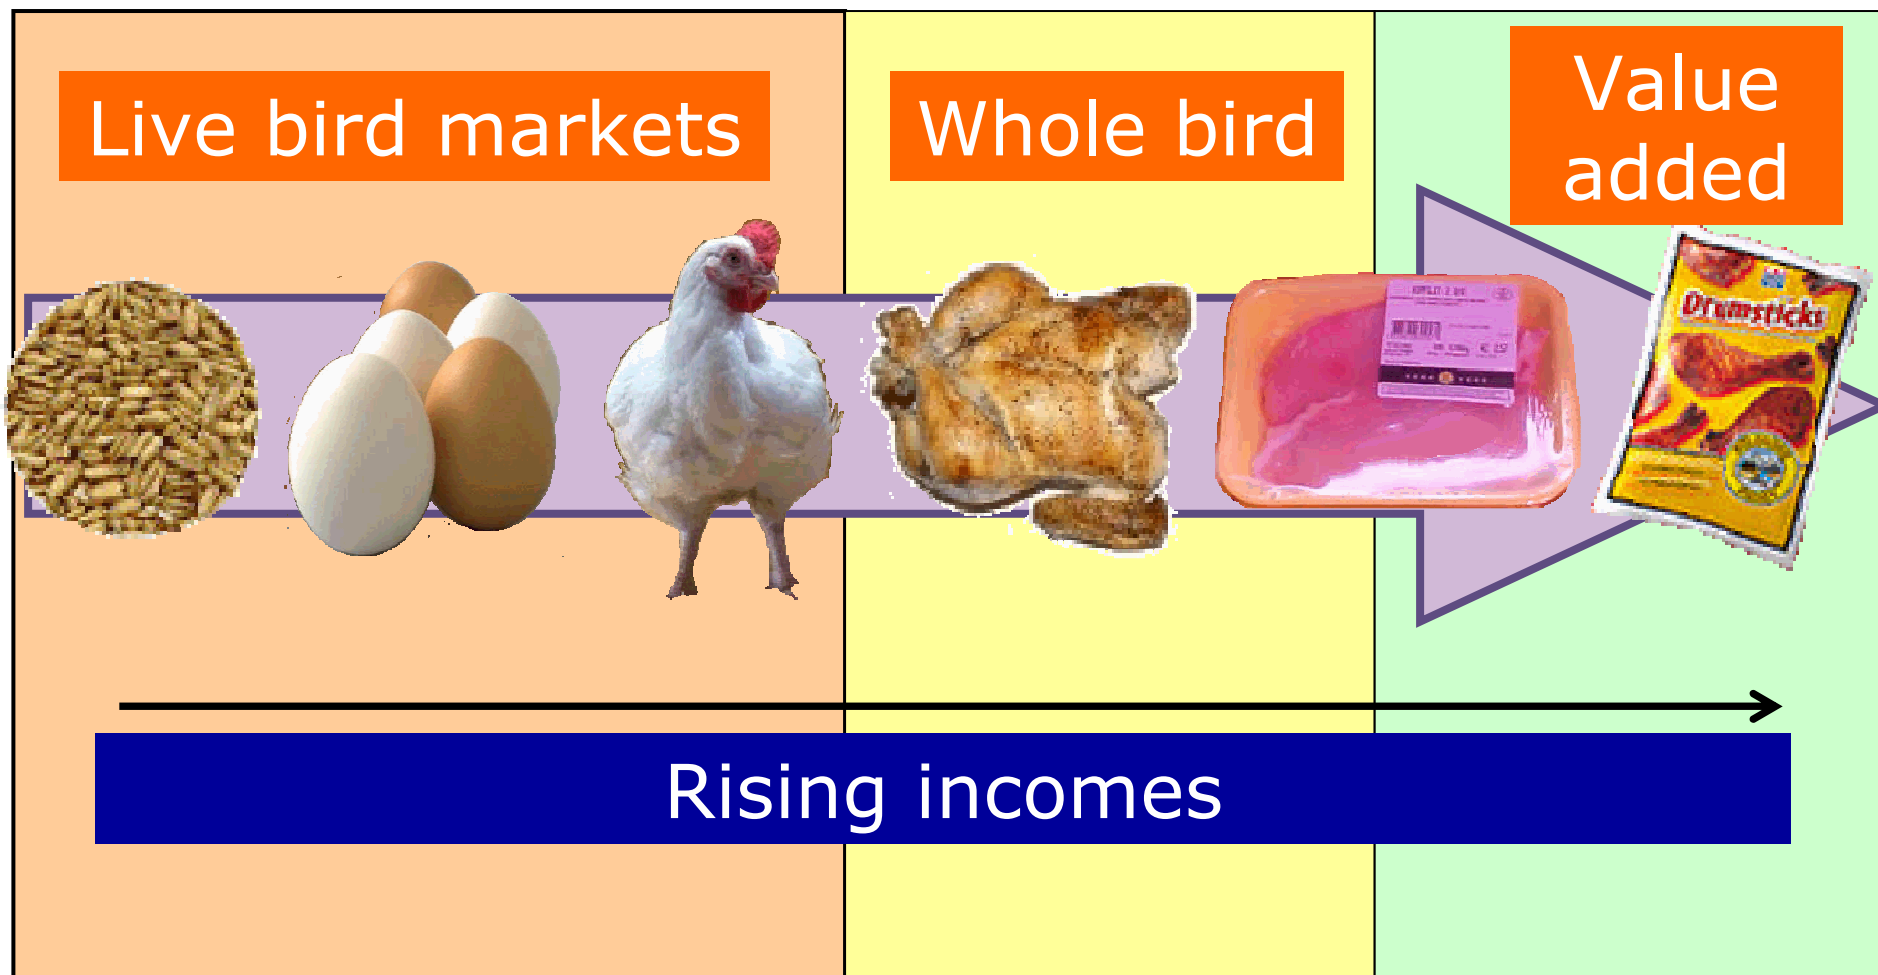 Live bird markets
Whole bird
Value
added
Drumsticks
Rising incomes